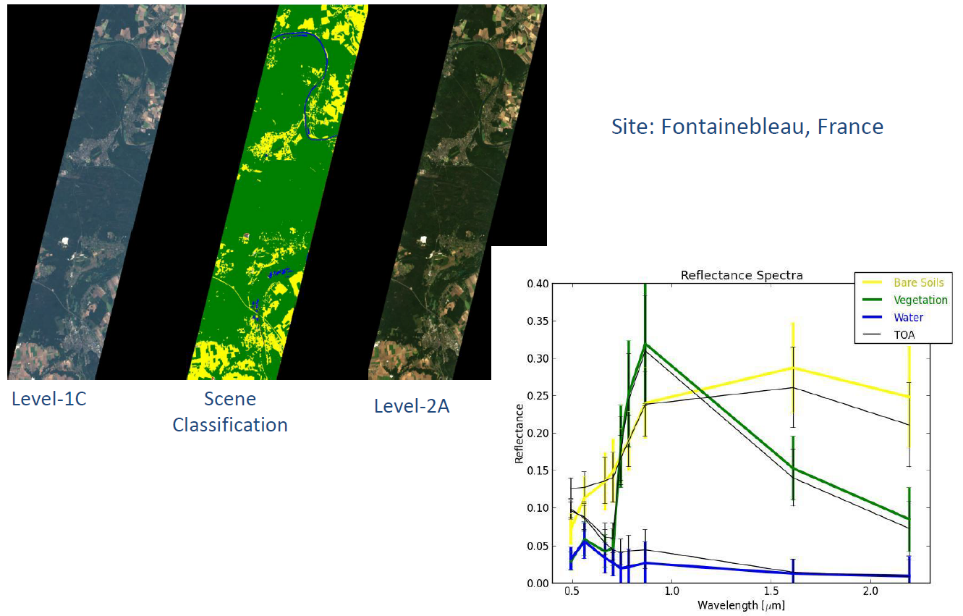 Site: Fontainebleau, France
Level-1C
Scene
Classification
Level-2A
Reflectance Spectra
Bare Soils
Vegetation
Water
TOA
Reflectance
0.40
0.35
0.30
0.25
0.20
0.15
0.10
0.05
0.00
0.5
1.0
1.5
2.0
Wavelength [μm]